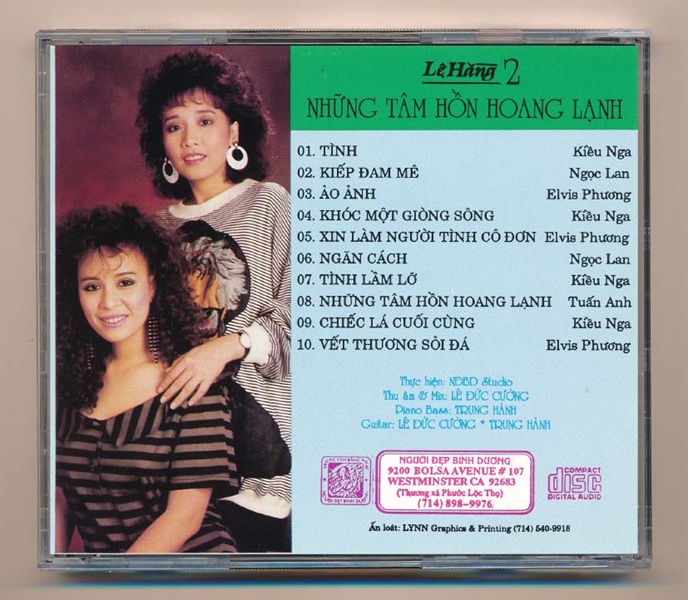 Lệ Hằng 2
NHỮNG TÂM HỒN HOANG LẠNH
01. TÌNH Kiều Nga
02. KIẾP ĐAM MÊ Ngọc Lan
03. ẢO ẢNH Elvis Phương
04. KHÓC MỘT GIÒNG SÔNG Kiều Nga
05. XIN LÀM NGƯỜI TÌNH CÔ ĐƠN Elvis Phương
06. NGĂN CÁCH Ngọc Lan
07. TÌNH LẦM LỠ Kiều Nga
08. NHỮNG TÂM HỒN HOANG LẠNH Tuấn Anh
09. CHIẾC LÁ CUỐI CÙNG Kiều Nga
10. VẾT THƯƠNG SỎI ĐÁ Elvis Phương
Thực hiện: NĐBD Studio
Thu âm & Mix: LÊ ĐỨC CƯỜNG
Piano Bass: TRUNG HÀNH
Guitar: LÊ ĐỨC CƯỜNG * TRUNG HÀNH
NGƯỜI ĐẸP BÌNH DƯƠNG
9200 BOLSA AVENUE # 107
WESTMINSTER CA 92683
(Thương xá Phước Lộc Thọ)
(714) 898-9976
COMPACT
disc
DIGITAL AUDIO
Ấn loát: LYNN Graphics & Printing (714) 540-9918